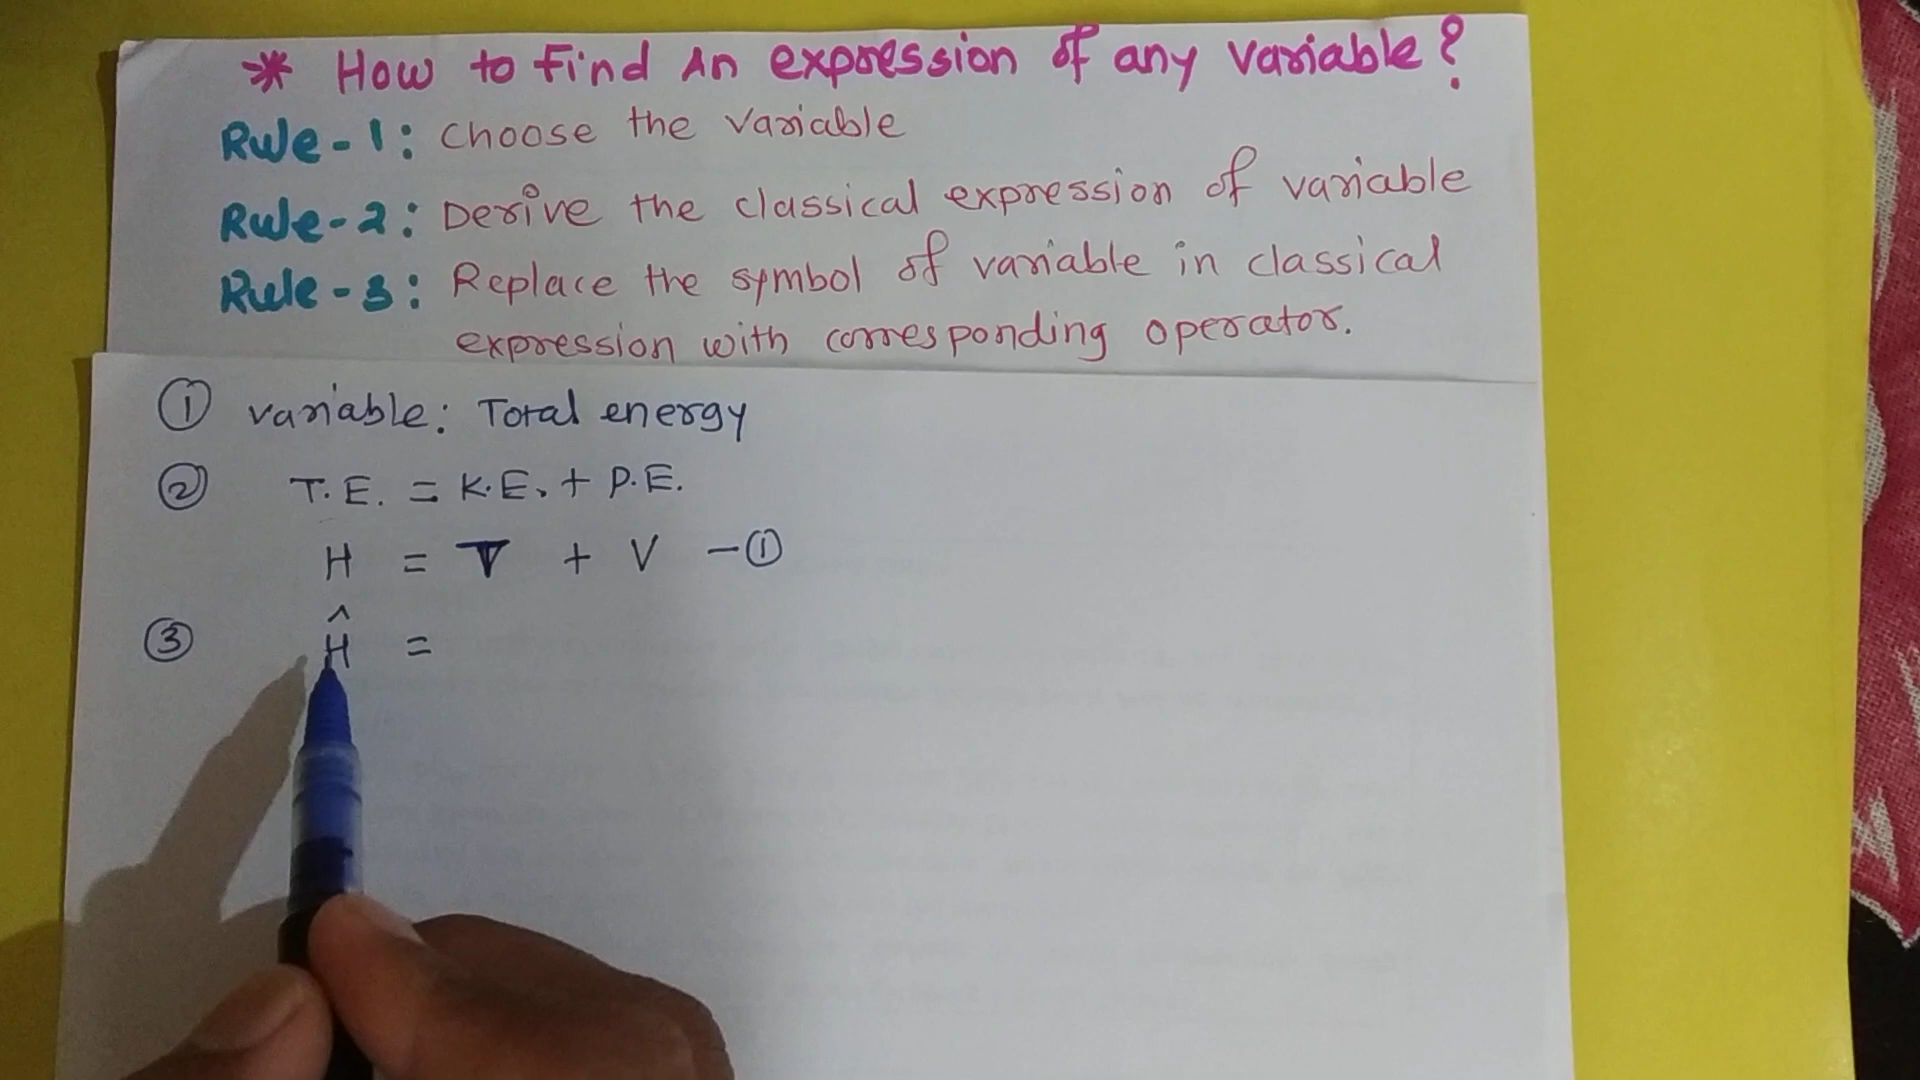 * How to Find An expression of any variable?
Rule-1: Choose the variable
Rule-2: Derive the classical expression of variable
Rule-3: Replace the symbol of variable in classical
expression with corresponding operator.
① variable: Total energy
② T.E. = K.E. + P.E.
H = T + V -①
③ Ĥ =